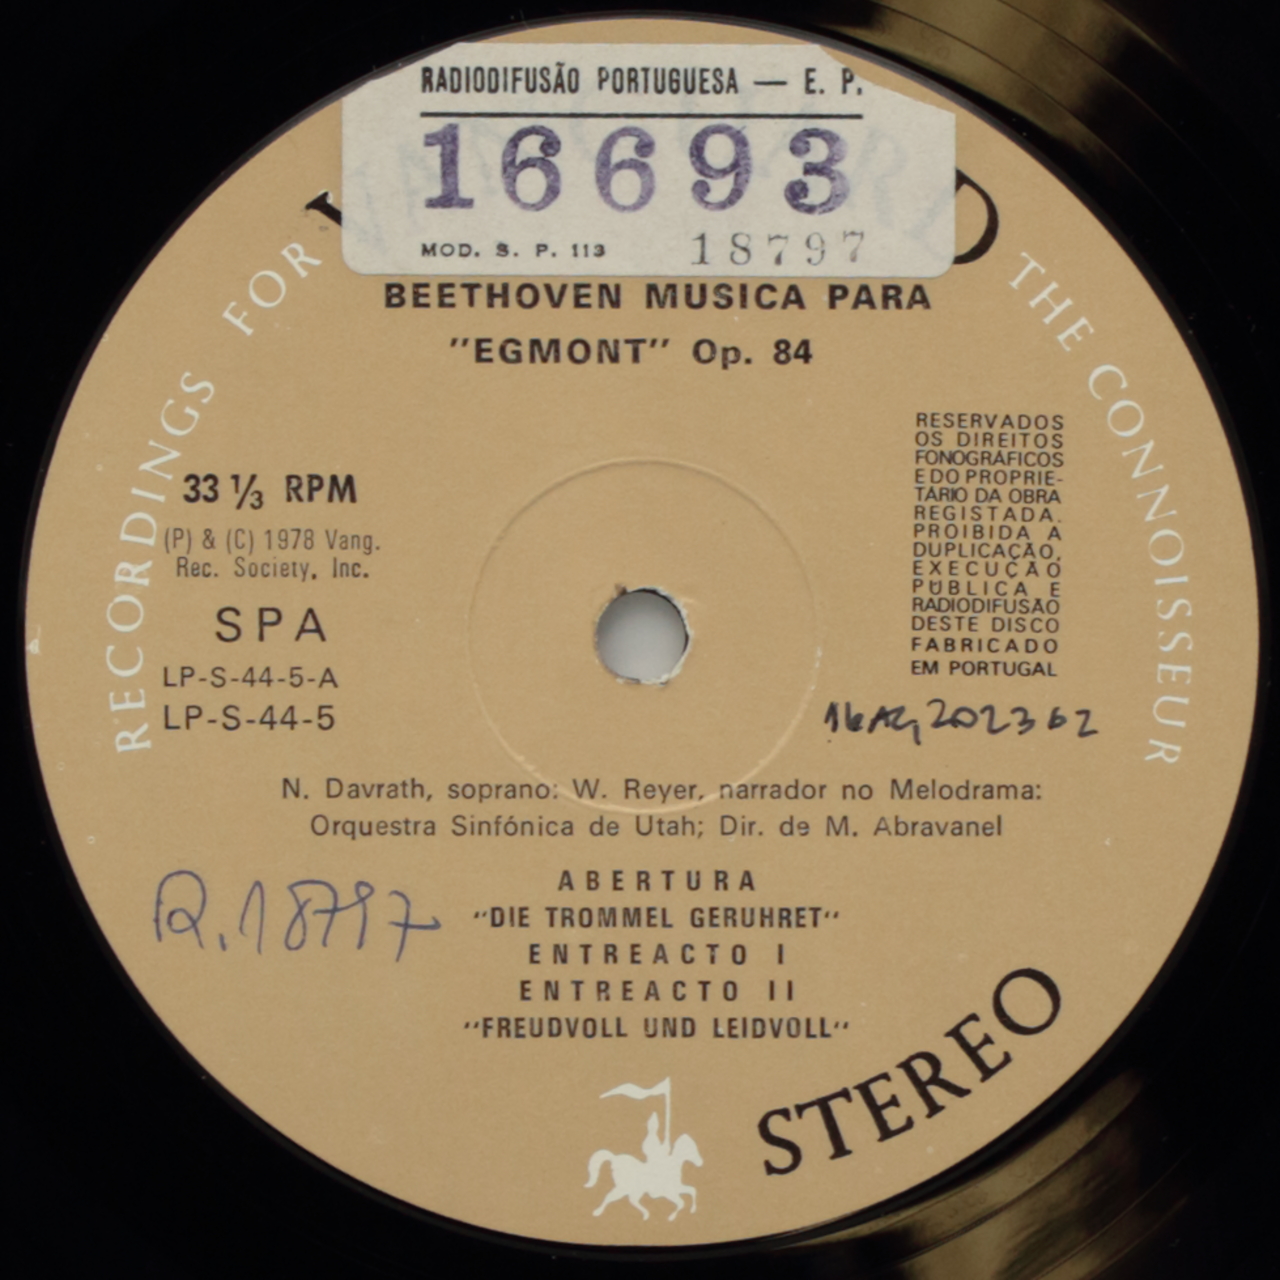 RADIODIFUSÃO PORTUGUESA — E. P.
16693
MOD. S. P. 113 18797
RECORDINGS FOR THE CONNOISSEUR
BEETHOVEN MUSICA PARA
"EGMONT" Op. 84
33 1/3 RPM
(P) & (C) 1978 Vang.
Rec. Society, Inc.
SPA
LP-S-44-5-A
LP-S-44-5
RESERVADOS
OS DIREITOS
FONOGRÁFICOS
E DO PROPRIE-
TÁRIO DA OBRA
REGISTADA.
PROIBIDA A
DUPLICAÇÃO,
EXECUÇÃO
PÚBLICA E
RADIODIFUSÃO
DESTE DISCO
FABRICADO
EM PORTUGAL
N. Davrath, soprano: W. Reyer, narrador no Melodrama:
Orquestra Sinfónica de Utah; Dir. de M. Abravanel
R.18797
ABERTURA
"DIE TROMMEL GERUHRET"
ENTREACTO I
ENTREACTO II
"FREUDVOLL UND LEIDVOLL"
STEREO